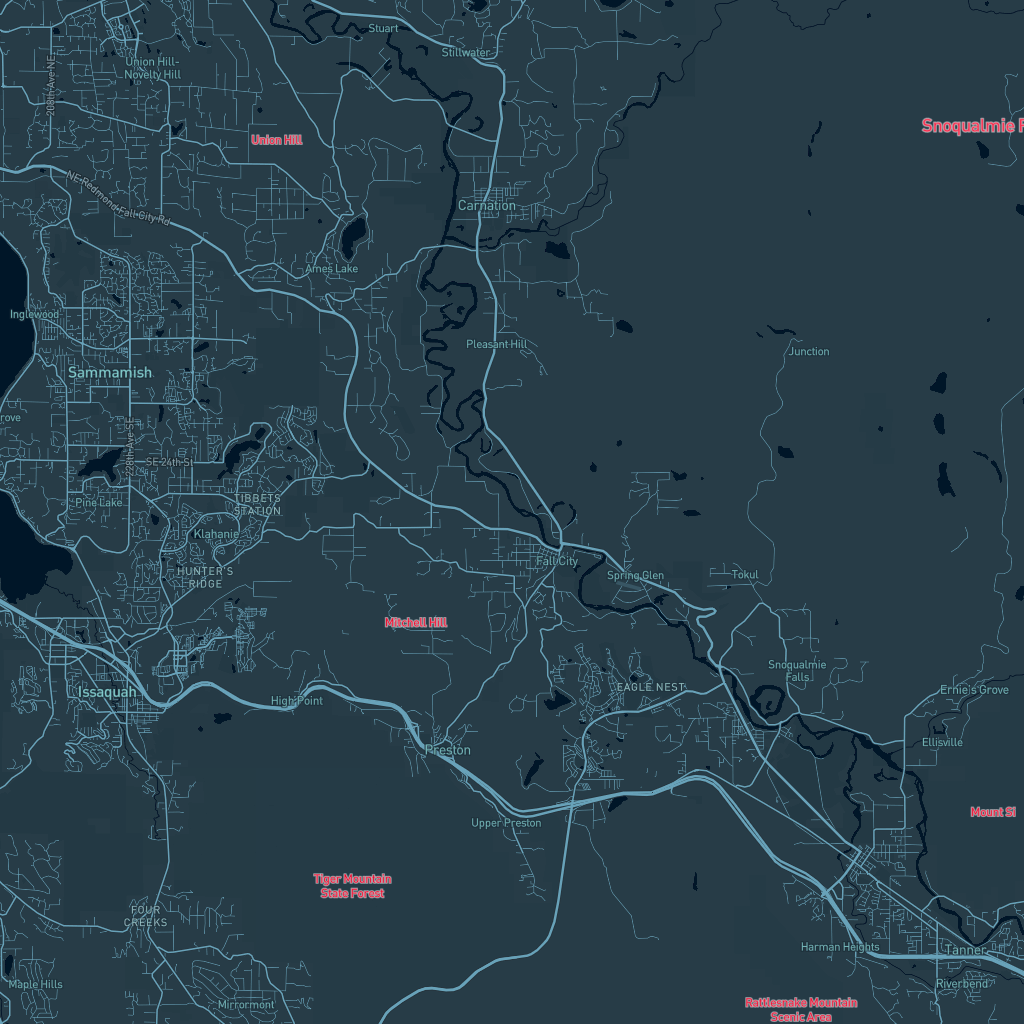 Stuart
Stillwater
Union Hill-
Novelty Hill
208th Ave NE
Union Hill
Snoqualmie F
NE Redmond Fall City Rd
Carnation
Ames Lake
Inglewood
Pleasant Hill
Junction
Sammamish
rove
228th Ave SE
SE 24th St
Pine Lake
TIBBETS
STATION
Klahanie
Fall City
HUNTER'S
RIDGE
Spring Glen
Tokul
Mitchell Hill
Snoqualmie
Falls
Issaquah
High Point
EAGLE NEST
Ernie's Grove
Preston
Ellisville
Mount Si
Upper Preston
Tiger Mountain
State Forest
FOUR
CREEKS
Harman Heights
Tanner
Maple Hills
Riverbend
Mirrormont
Rattlesnake Mountain
Scenic Area